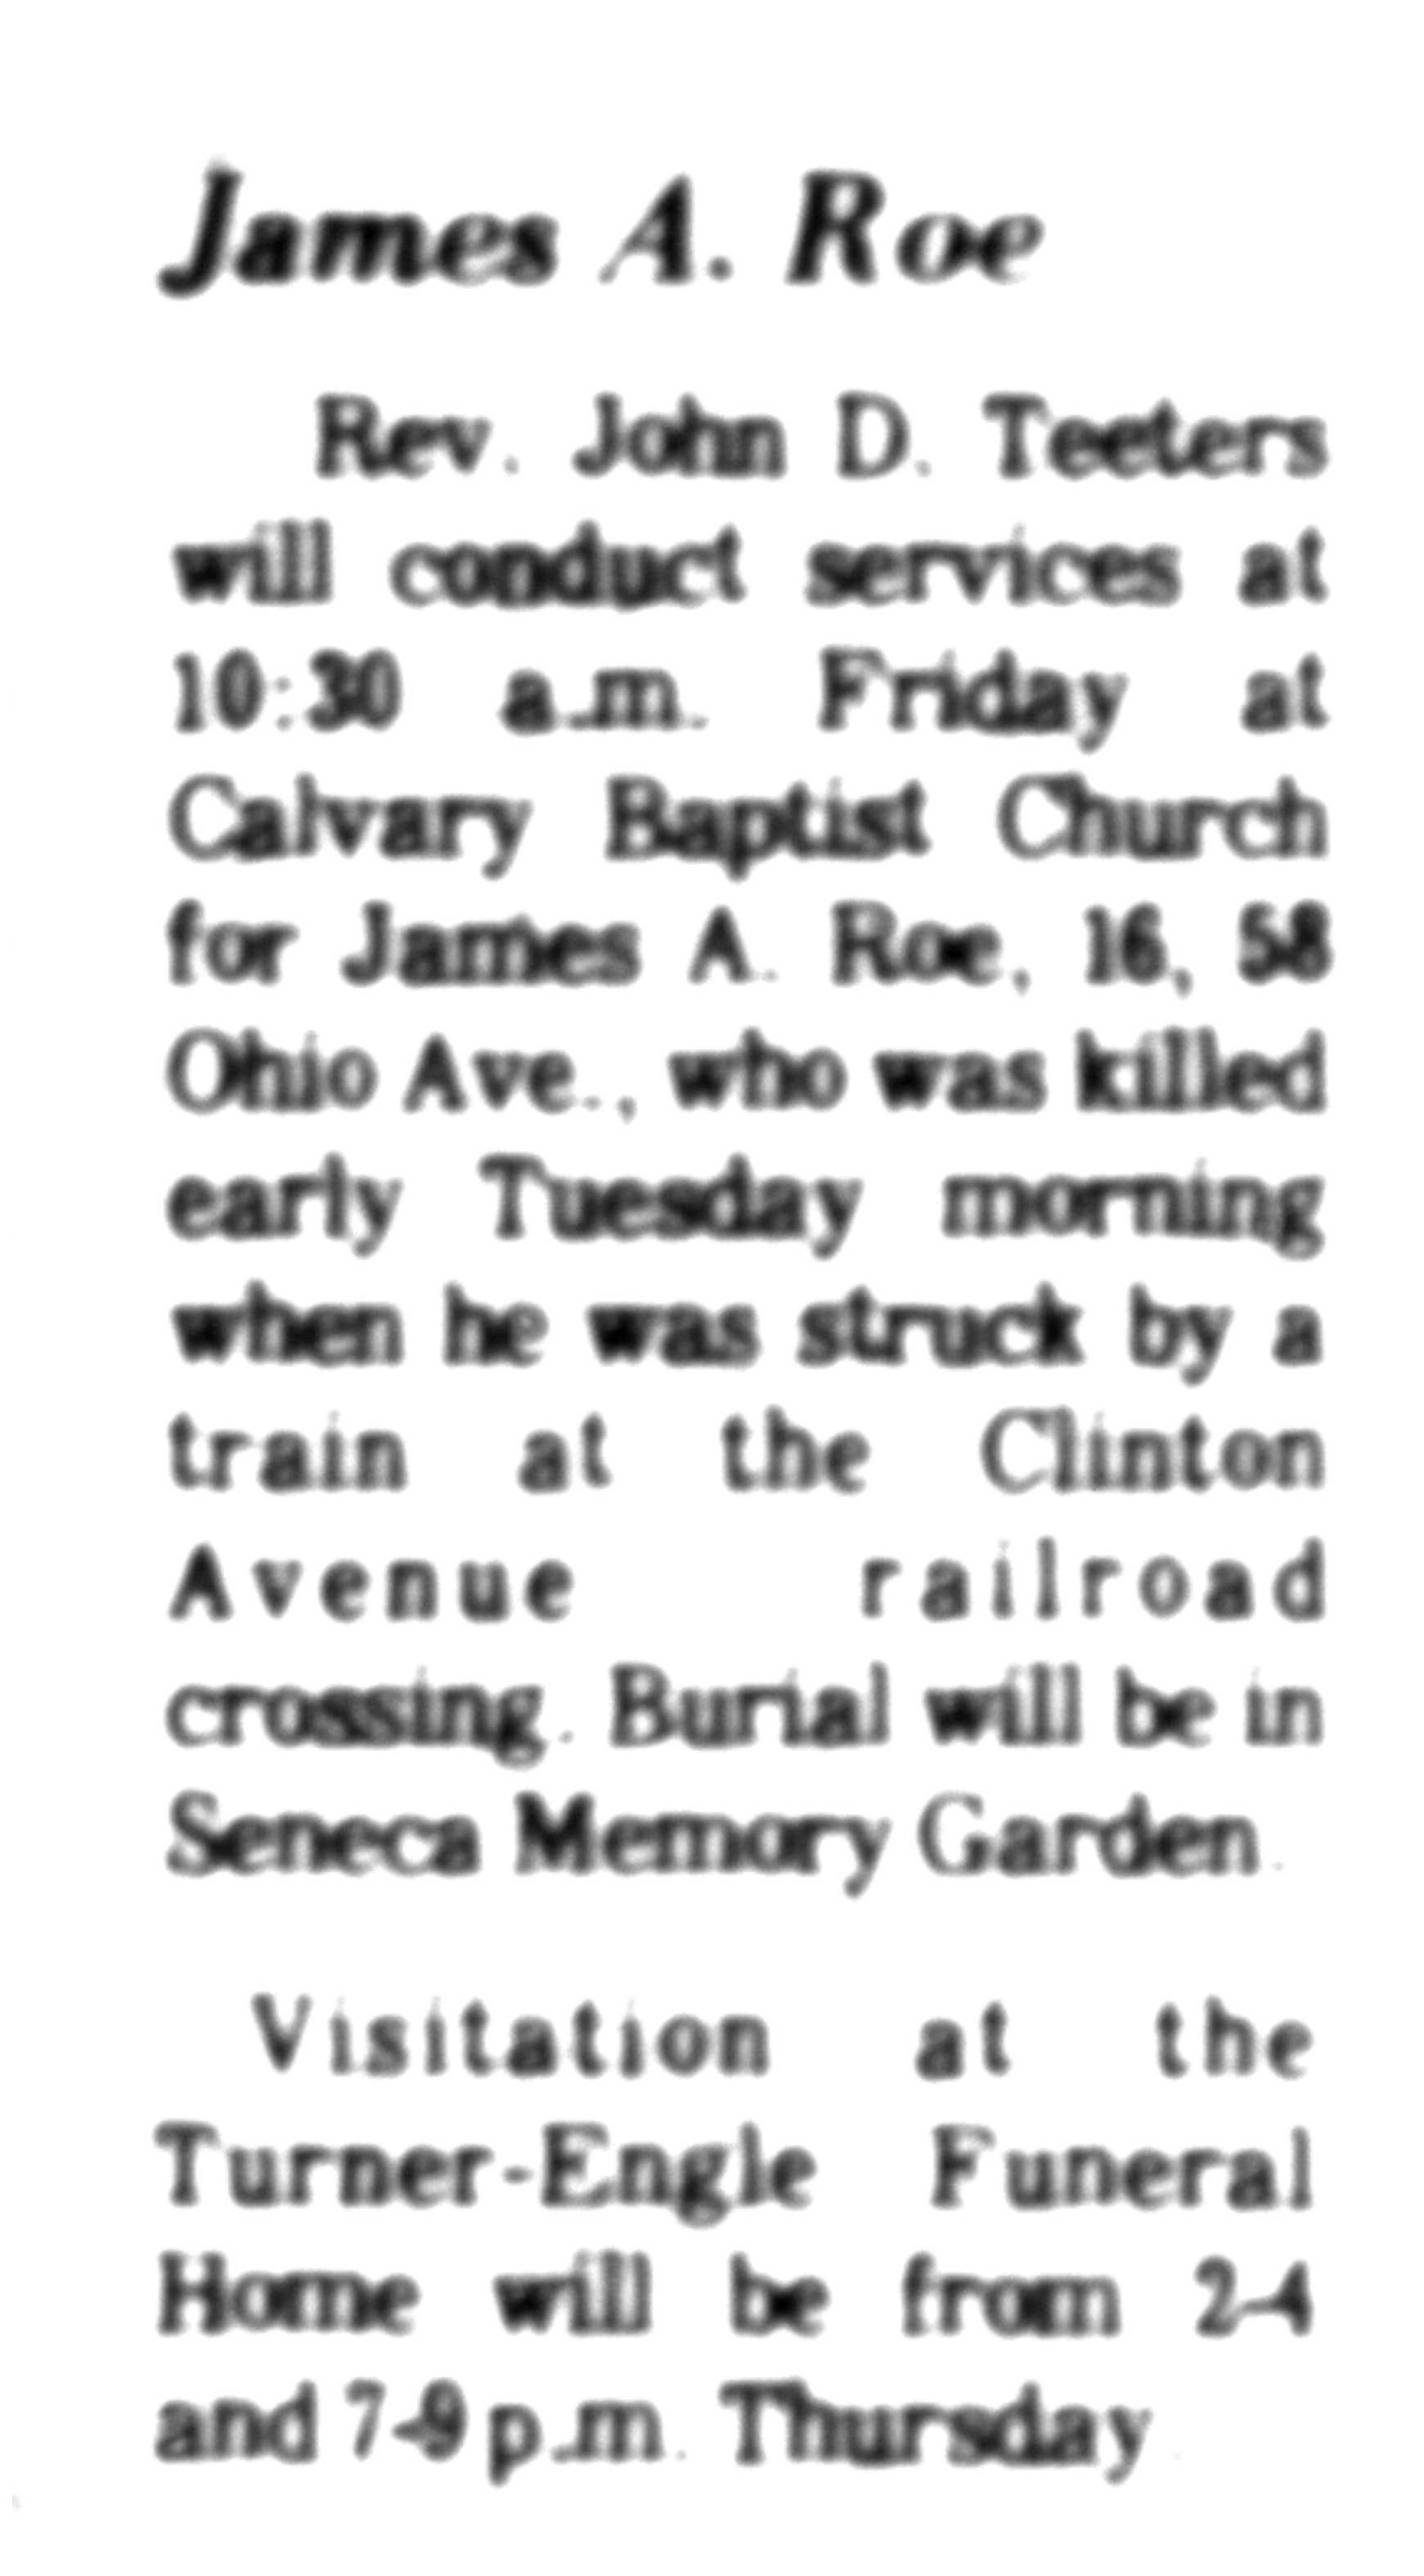 James A. Roe
Rev. John D. Teeters
will conduct services at
10:30 a.m. Friday at
Calvary Baptist Church
for James A. Roe, 16, 58
Ohio Ave., who was killed
early Tuesday morning
when he was struck by a
train at the Clinton
Avenue railroad
crossing. Burial will be in
Seneca Memory Garden.
Visitation at the
Turner-Engle Funeral
Home will be from 2-4
and 7-9 p.m. Thursday